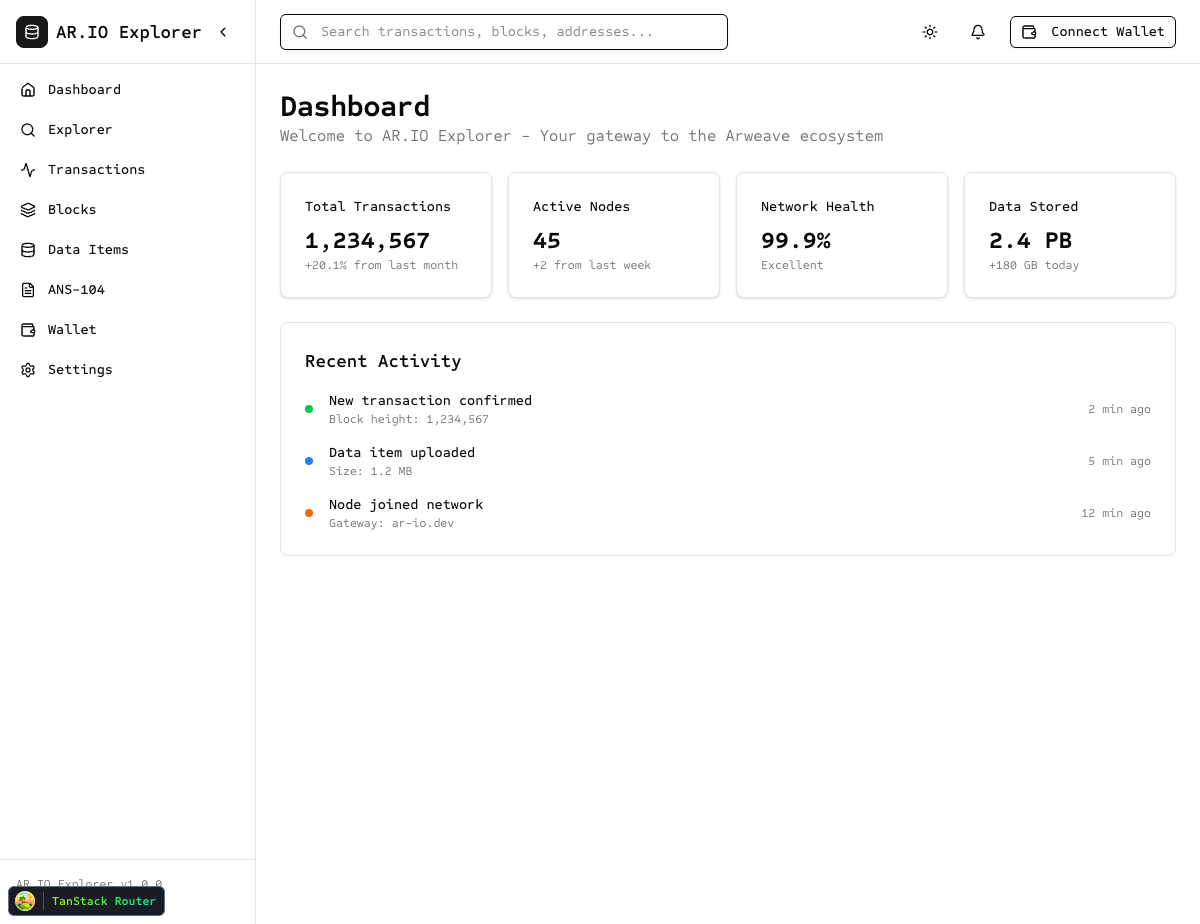 AR.IO Explorer
Search transactions, blocks, addresses...
Connect Wallet
Dashboard
Explorer
Transactions
Blocks
Data Items
ANS-104
Wallet
Settings
Dashboard
Welcome to AR.IO Explorer - Your gateway to the Arweave ecosystem
Total Transactions
1,234,567
+20.1% from last month
Active Nodes
45
+2 from last week
Network Health
99.9%
Excellent
Data Stored
2.4 PB
+180 GB today
Recent Activity
New transaction confirmed
Block height: 1,234,567
2 min ago
Data item uploaded
Size: 1.2 MB
5 min ago
Node joined network
Gateway: ar-io.dev
12 min ago
AR.IO Explorer v1.0.0
TanStack Router